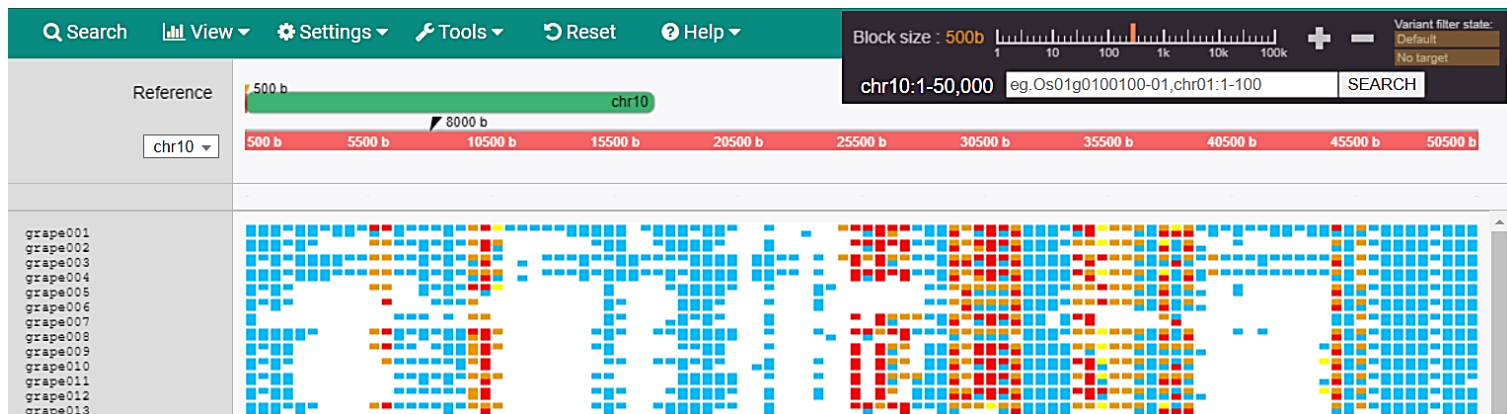 Search View Settings Tools Reset Help
Block size : 500b
1 10 100 1k 10k 100k
Variant filter state:
Default
No target
chr10:1-50,000 eg.Os01g0100100-01,chr01:1-100 SEARCH
Reference
500 b
chr10
8000 b
chr10
500 b 5500 b 10500 b 15500 b 20500 b 25500 b 30500 b 35500 b 40500 b 45500 b 50500 b
grape001
grape002
grape003
grape004
grape005
grape006
grape007
grape008
grape009
grape010
grape011
grape012
grape013